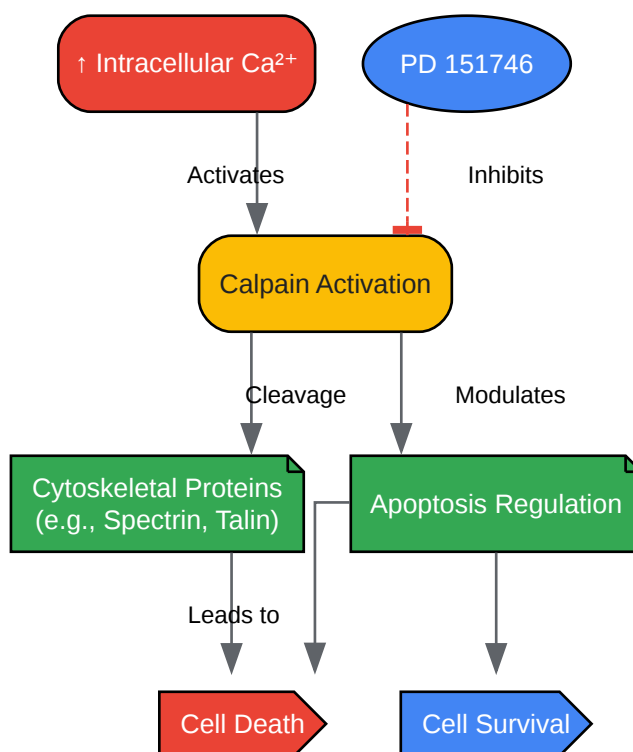 ↑ Intracellular Ca²⁺
PD 151746
Activates
Inhibits
Calpain Activation
Cleavage
Modulates
Cytoskeletal Proteins
(e.g., Spectrin, Talin)
Apoptosis Regulation
Leads to
Cell Death
Cell Survival